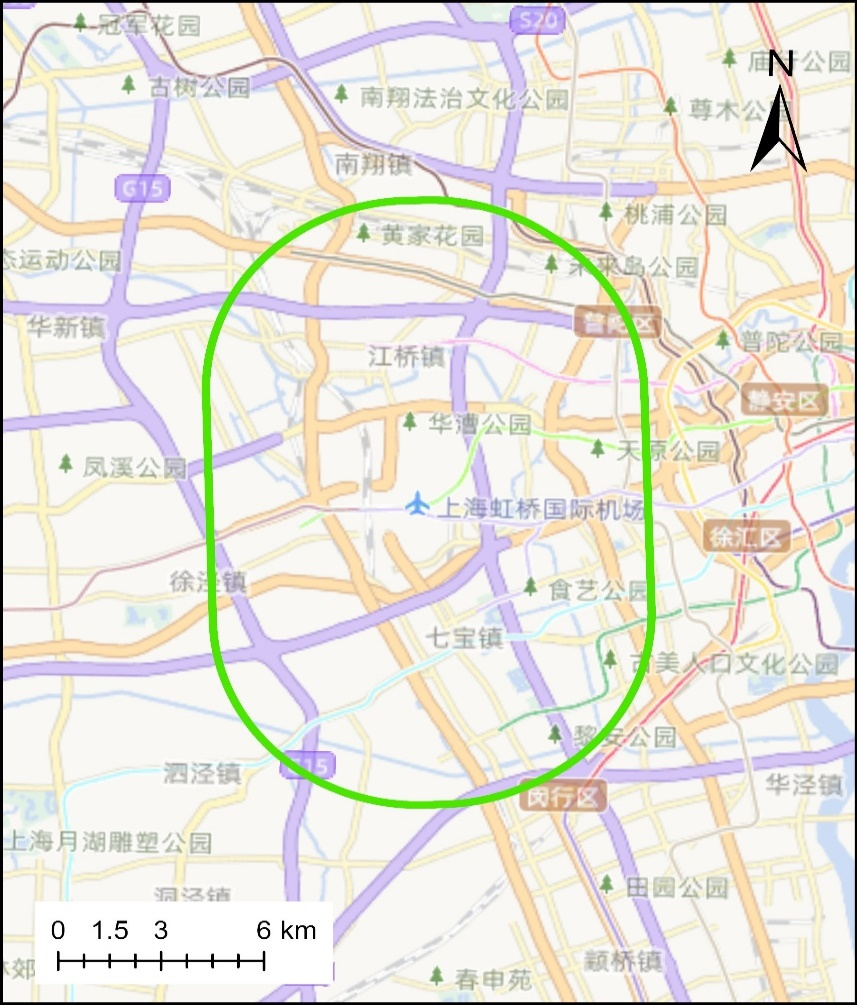 冠军花园
S20
N
古树公园
南翔法治文化公园
尊木公
南翔镇
G15
桃浦公园
黄家花园
态运动公园
未来岛公园
华新镇
普陀区
普陀公园
江桥镇
静安区
华漕公园
天原公园
凤溪公园
上海虹桥国际机场
徐汇区
徐泾镇
食艺公园
七宝镇
古美人口文化公园
黎安公园
G15
泗泾镇
闵行区
华泾镇
上海月湖雕塑公园
洞泾镇
田园公园
0 1.5 3 6 km
颛桥镇
春申苑